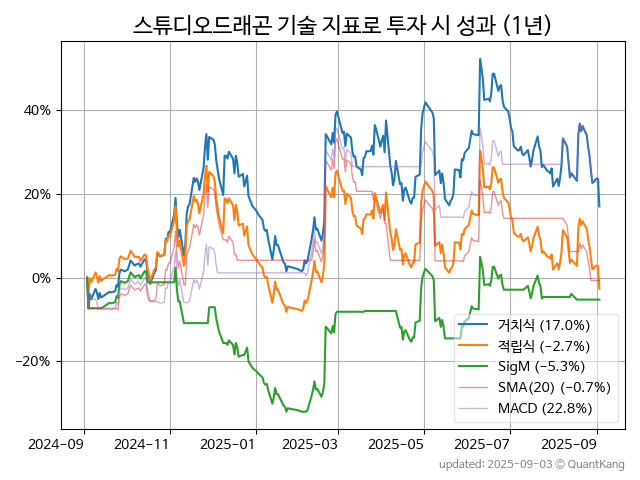 스튜디오드래곤 기술 지표로 투자 시 성과 (1년)
40%
20%
0%
−20%
거치식 (17.0%)
적립식 (−2.7%)
SigM (−5.3%)
SMA(20) (−0.7%)
MACD (22.8%)
2024−09 2024−11 2025−01 2025−03 2025−05 2025−07 2025−09
updated: 2025−09−03 © QuantKang